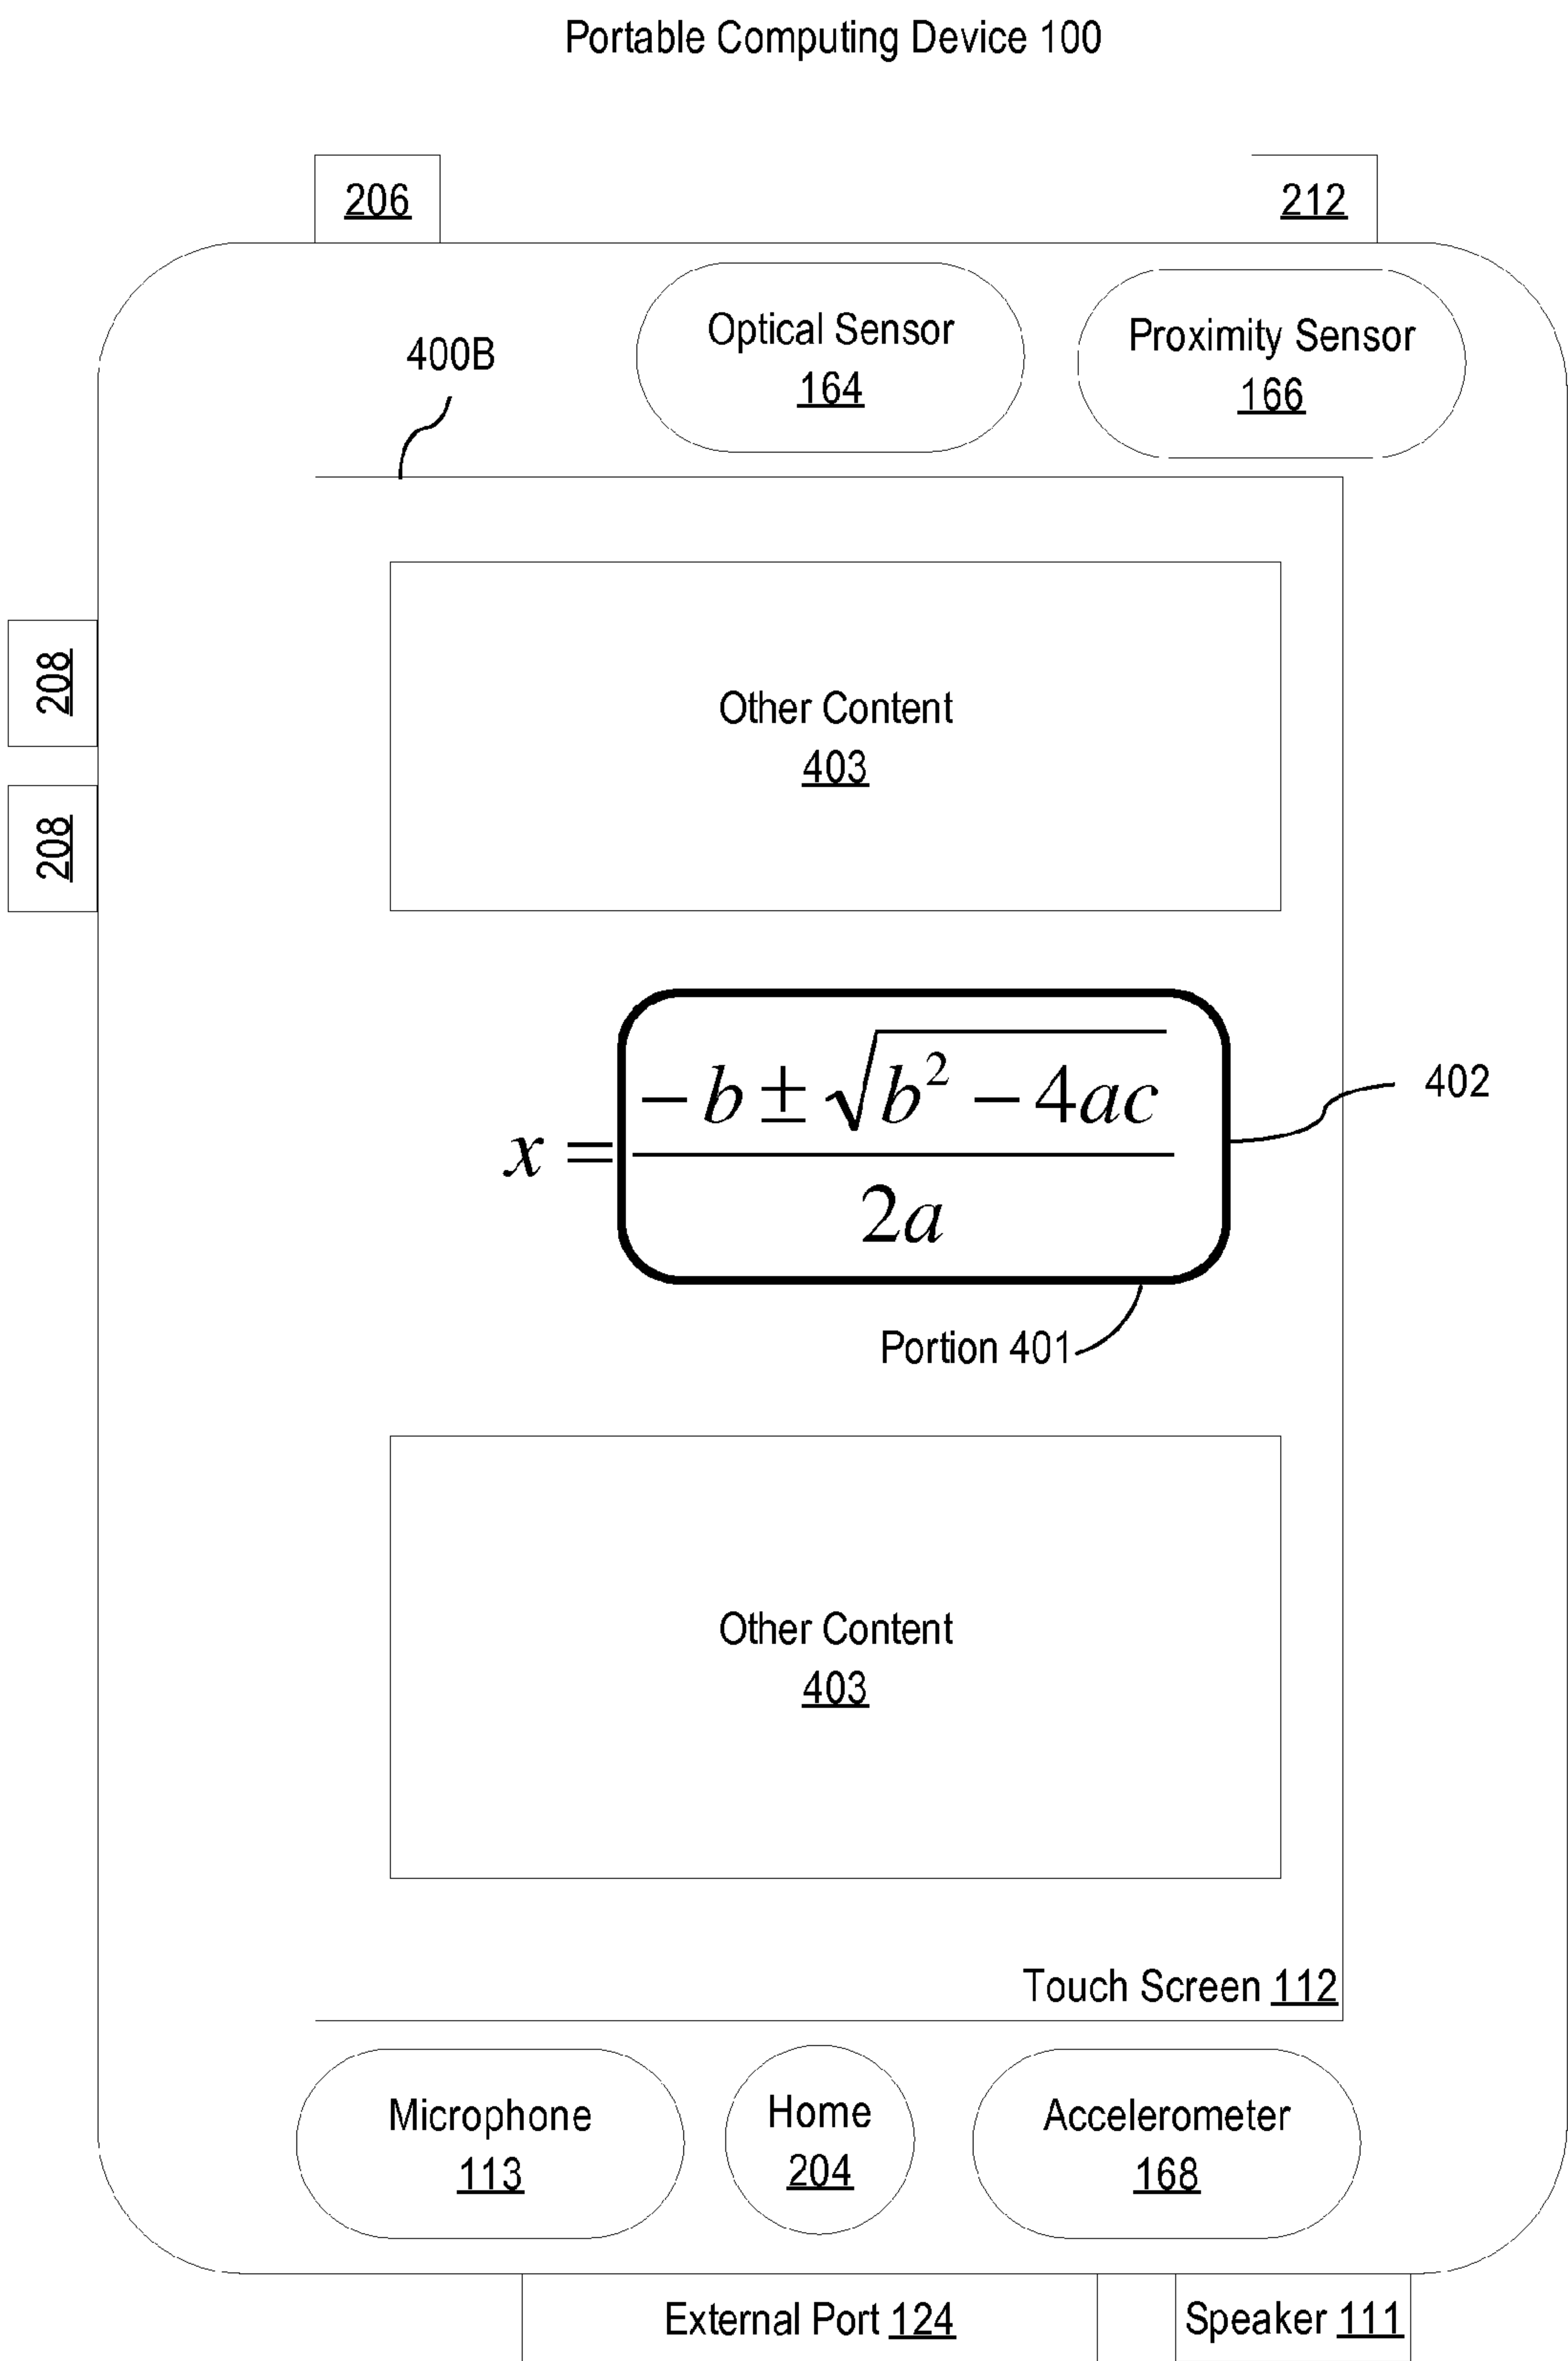 Portable Computing Device 100
206
212
Optical Sensor
164
Proximity Sensor
166
400B
208
208
Other Content
403
x = (-b ± √(b² - 4ac)) / 2a
402
Portion 401
Other Content
403
Touch Screen 112
Microphone
113
Home
204
Accelerometer
168
External Port 124
Speaker 111